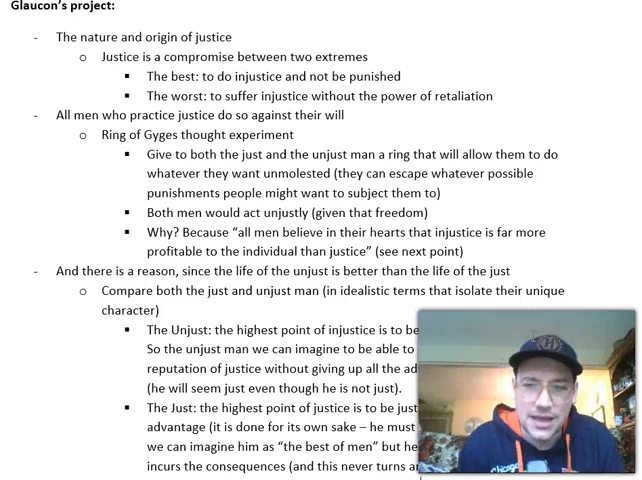 Glaucon's project:
- The nature and origin of justice
o Justice is a compromise between two extremes
▪ The best: to do injustice and not be punished
▪ The worst: to suffer injustice without the power of retaliation
- All men who practice justice do so against their will
o Ring of Gyges thought experiment
▪ Give to both the just and the unjust man a ring that will allow them to do
whatever they want unmolested (they can escape whatever possible
punishments people might want to subject them to)
▪ Both men would act unjustly (given that freedom)
▪ Why? Because “all men believe in their hearts that injustice is far more
profitable to the individual than justice” (see next point)
- And there is a reason, since the life of the unjust is better than the life of the just
o Compare both the just and unjust man (in idealistic terms that isolate their unique
character)
▪ The Unjust: the highest point of injustice is to be
So the unjust man we can imagine to be able to
reputation of justice without giving up all the ad
(he will seem just even though he is not just).
▪ The Just: the highest point of justice is to be just
advantage (it is done for its own sake – he must
we can imagine him as “the best of men” but he
incurs the consequences (and this never turns
Chicago